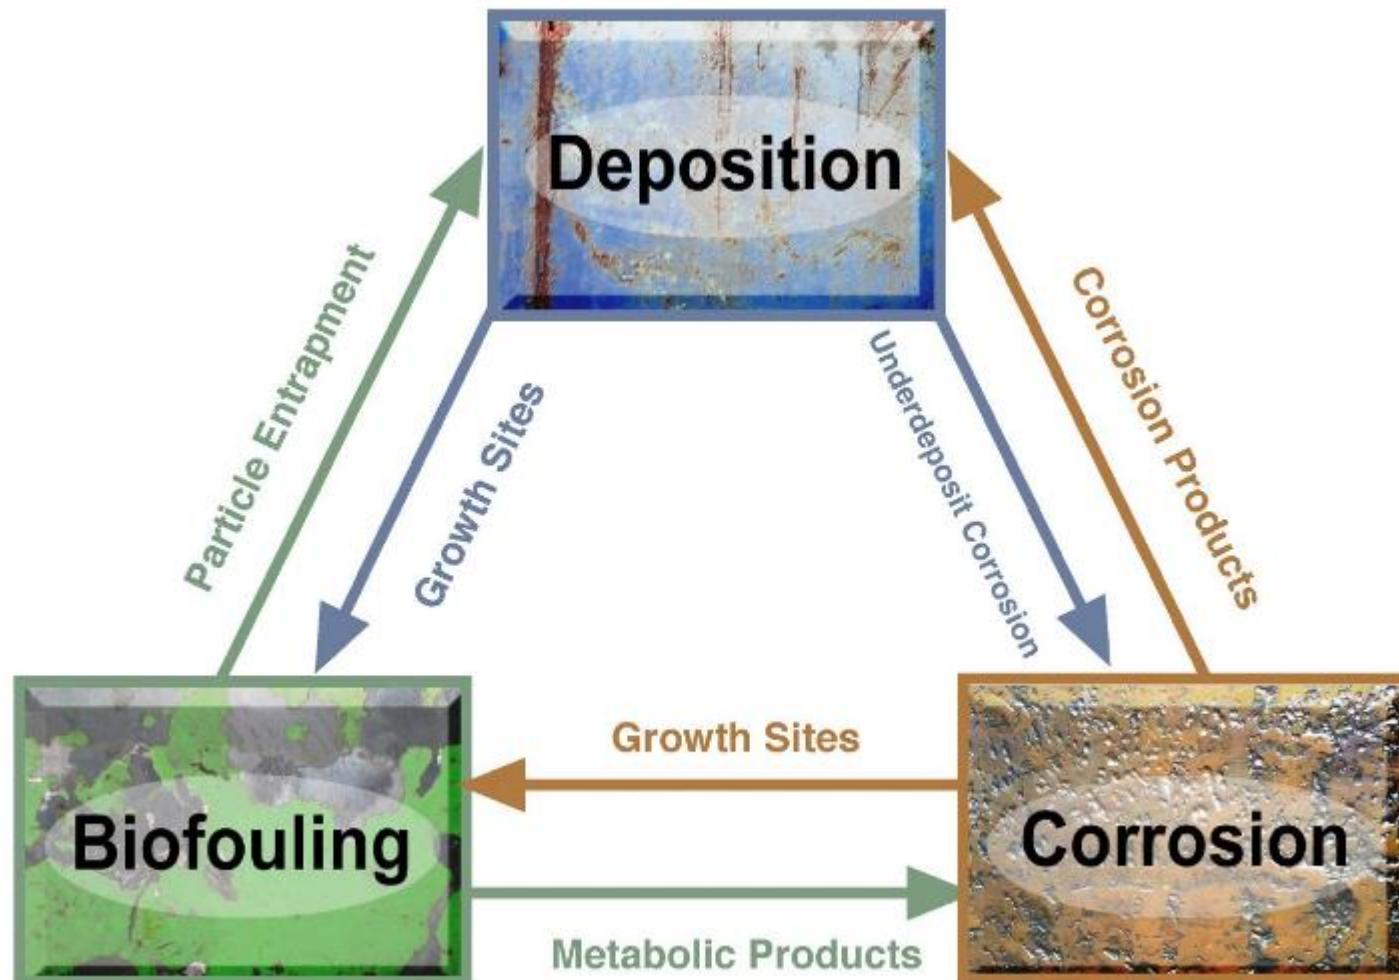 Deposition
Particle Entrapment
Growth Sites
Underdeposit Corrosion
Corrosion Products
Growth Sites
Biofouling
Corrosion
Metabolic Products